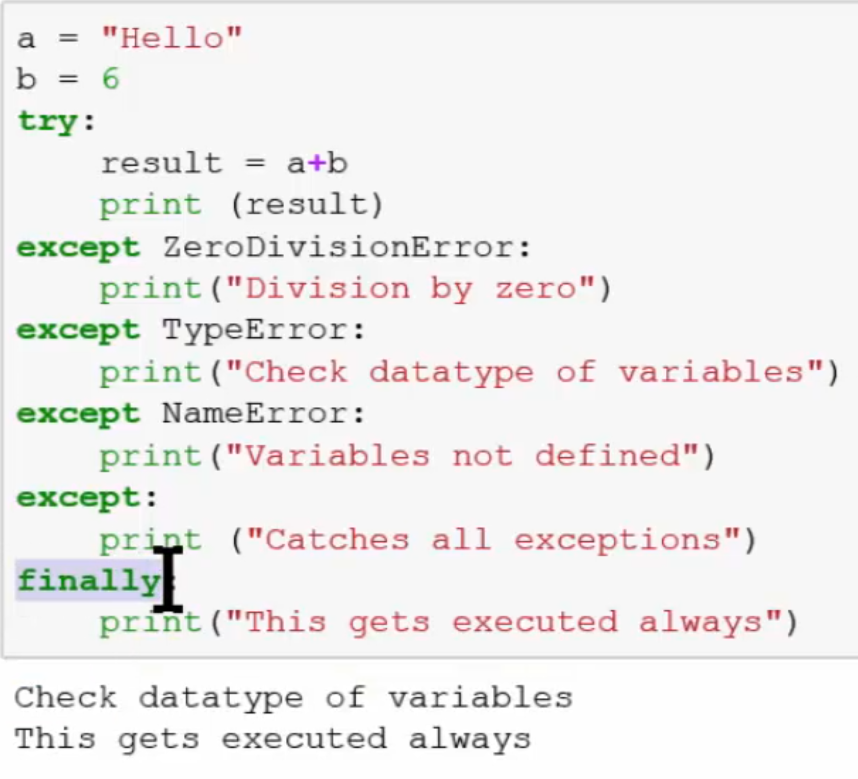 a = "Hello"
b = 6
try:
    result = a+b
    print (result)
except ZeroDivisionError:
    print("Division by zero")
except TypeError:
    print("Check datatype of variables")
except NameError:
    print("Variables not defined")
except:
    print ("Catches all exceptions")
finally:
    print("This gets executed always")
Check datatype of variables
This gets executed always